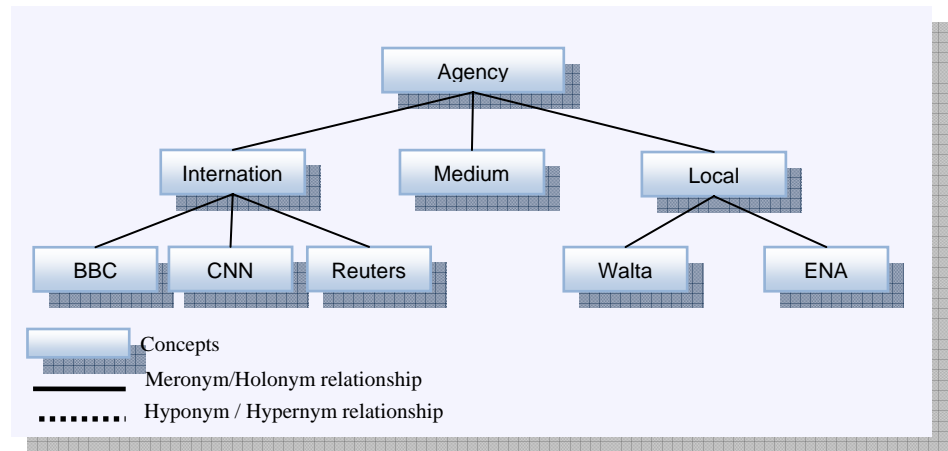 Agency
Internation Medium Local
BBC CNN Reuters Walta ENA
Concepts
Meronym/Holonym relationship
Hyponym / Hypernym relationship